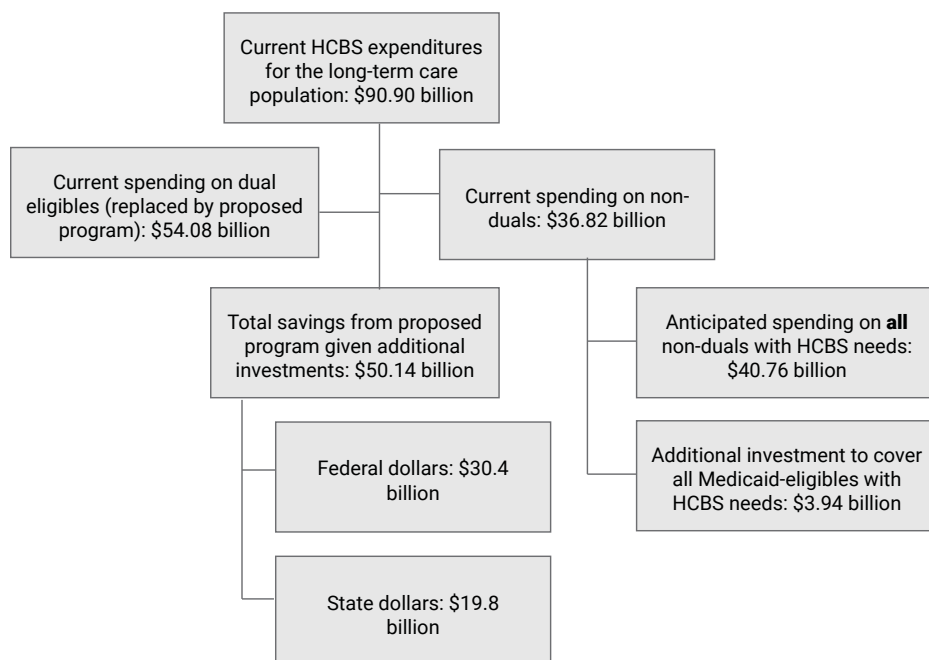 Current HCBS expenditures
for the long-term care
population: $90.90 billion
Current spending on dual
eligibles (replaced by proposed
program): $54.08 billion
Current spending on non-
duals: $36.82 billion
Total savings from proposed
program given additional
investments: $50.14 billion
Anticipated spending on all
non-duals with HCBS needs:
$40.76 billion
Additional investment to cover
all Medicaid-eligibles with
HCBS needs: $3.94 billion
Federal dollars: $30.4
billion
State dollars: $19.8
billion